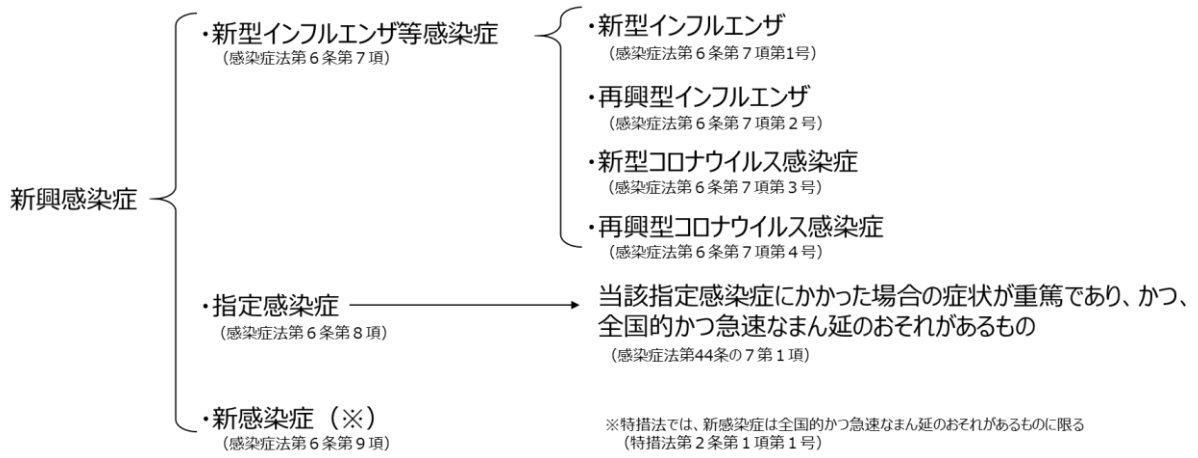 新興感染症
・新型インフルエンザ等感染症
（感染症法第６条第７項）
・新型インフルエンザ
（感染症法第６条第７項第1号）
・再興型インフルエンザ
（感染症法第６条第７項第２号）
・新型コロナウイルス感染症
（感染症法第６条第７項第３号）
・再興型コロナウイルス感染症
（感染症法第６条第７項第４号）
・指定感染症
（感染症法第６条第８項）
当該指定感染症にかかった場合の症状が重篤であり、かつ、
全国的かつ急速なまん延のおそれがあるもの
（感染症法第44条の７第１項）
・新感染症（※）
（感染症法第６条第９項）
※特措法では、新感染症は全国的かつ急速なまん延のおそれがあるものに限る
（特措法第２条第１項第１号）